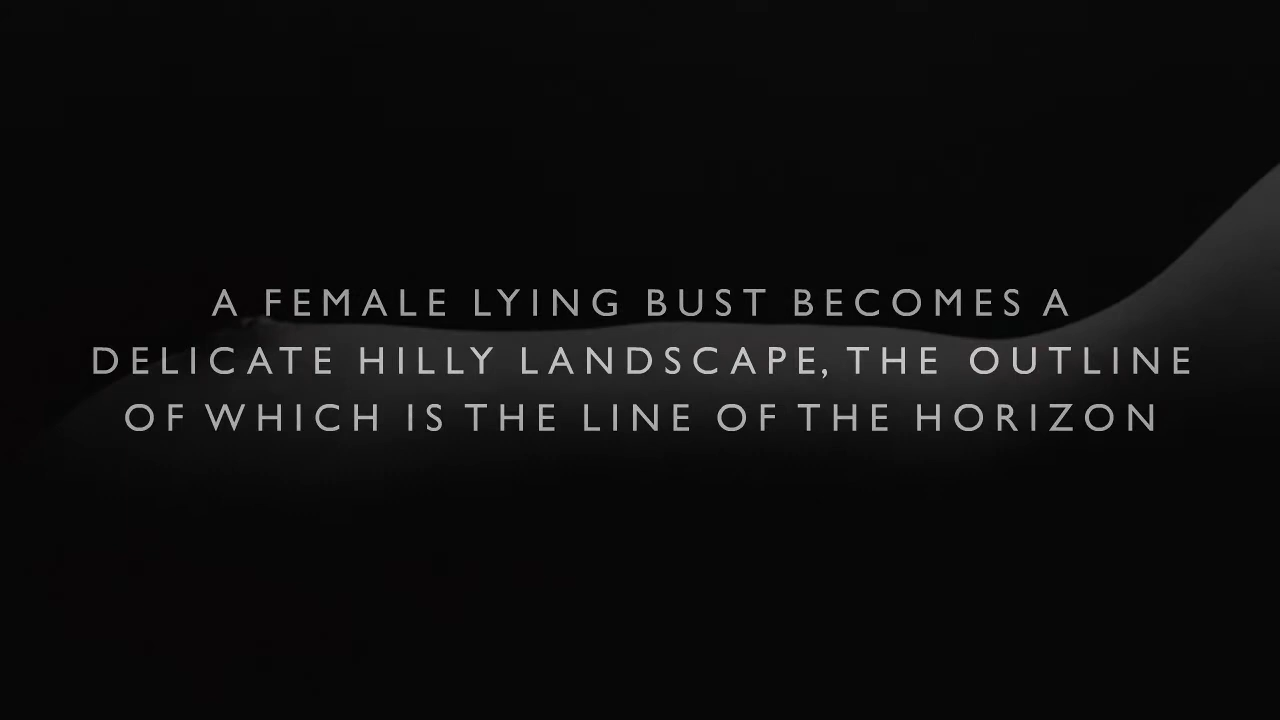 A FEMALE LYING BUST BECOMES A
DELICATE HILLY LANDSCAPE, THE OUTLINE
OF WHICH IS THE LINE OF THE HORIZON